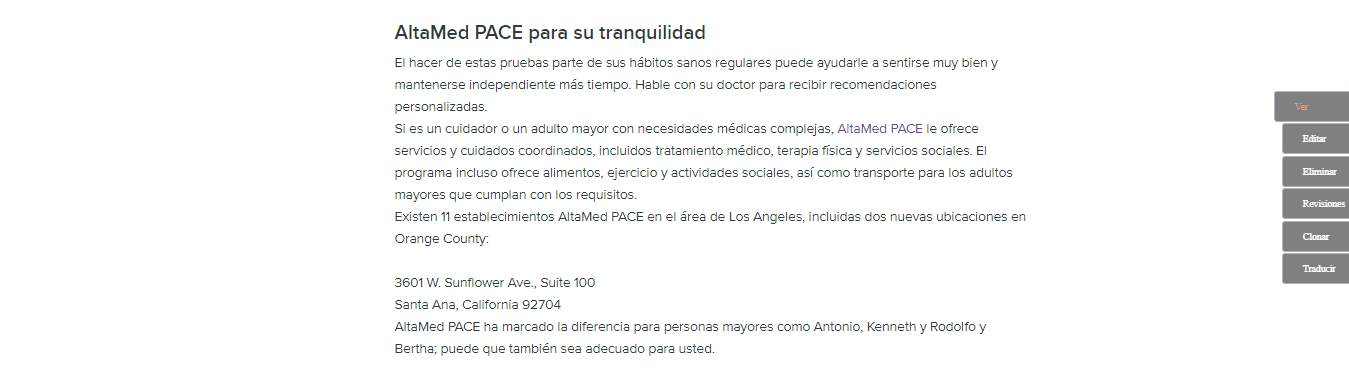 AltaMed PACE para su tranquilidad
El hacer de estas pruebas parte de sus hábitos sanos regulares puede ayudarle a sentirse muy bien y
mantenerse independiente más tiempo. Hable con su doctor para recibir recomendaciones
personalizadas.
Si es un cuidador o un adulto mayor con necesidades médicas complejas, AltaMed PACE le ofrece
servicios y cuidados coordinados, incluidos tratamiento médico, terapia física y servicios sociales. El
programa incluso ofrece alimentos, ejercicio y actividades sociales, así como transporte para los adultos
mayores que cumplan con los requisitos.
Existen 11 establecimientos AltaMed PACE en el área de Los Angeles, incluidas dos nuevas ubicaciones en
Orange County:
3601 W. Sunflower Ave., Suite 100
Santa Ana, California 92704
AltaMed PACE ha marcado la diferencia para personas mayores como Antonio, Kenneth y Rodolfo y
Bertha; puede que también sea adecuado para usted.
Ver
Editar
Eliminar
Revisiones
Clonar
Traducir